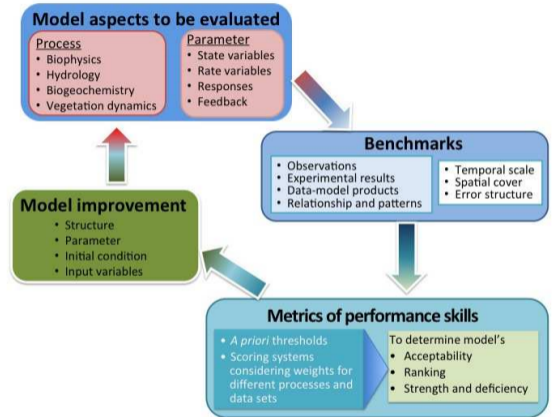 Model aspects to be evaluated
Process
• Biophysics
• Hydrology
• Biogeochemistry
• Vegetation dynamics
Parameter
• State variables
• Rate variables
• Responses
• Feedback
Benchmarks
• Observations
• Experimental results
• Data-model products
• Relationship and patterns
• Temporal scale
• Spatial cover
• Error structure
Model improvement
• Structure
• Parameter
• Initial condition
• Input variables
Metrics of performance skills
• A priori thresholds
• Scoring systems
considering weights for
different processes and
data sets
To determine model's
• Acceptability
• Ranking
• Strength and deficiency